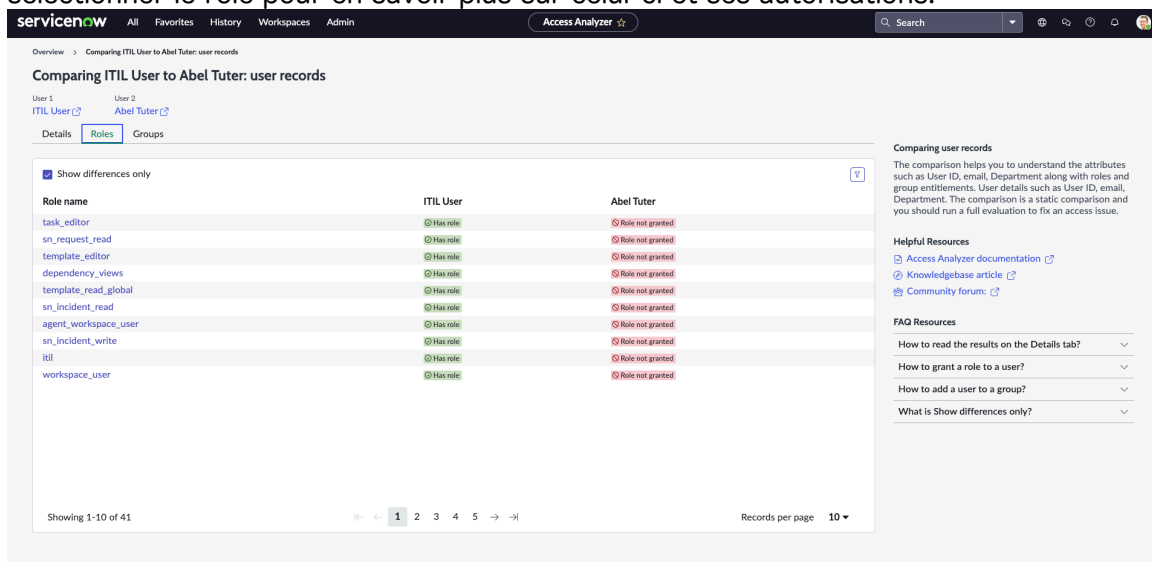 sélectionner le rôle pour en savoir plus sur celui-ci et ses autorisations.
servicenow All Favorites History Workspaces Admin Access Analyzer Search
Overview > Comparing ITIL User to Abel Tuter: user records
Comparing ITIL User to Abel Tuter: user records
User 1 User 2
ITIL User Abel Tuter
Details Roles Groups
Show differences only
Role name ITIL User Abel Tuter
task_editor Has role Role not granted
sn_request_read Has role Role not granted
template_editor Has role Role not granted
dependency_views Has role Role not granted
template_read_global Has role Role not granted
sn_incident_read Has role Role not granted
agent_workspace_user Has role Role not granted
sn_incident_write Has role Role not granted
itil Has role Role not granted
workspace_user Has role Role not granted
Showing 1-10 of 41 1 2 3 4 5 Records per page 10
Comparing user records
The comparison helps you to understand the attributes
such as User ID, email, Department along with roles and
group entitlements. User details such as User ID, email,
Department. The comparison is a static comparison and
you should run a full evaluation to fix an access issue.
Helpful Resources
Access Analyzer documentation
Knowledgebase article
Community forum:
FAQ Resources
How to read the results on the Details tab?
How to grant a role to a user?
How to add a user to a group?
What is Show differences only?